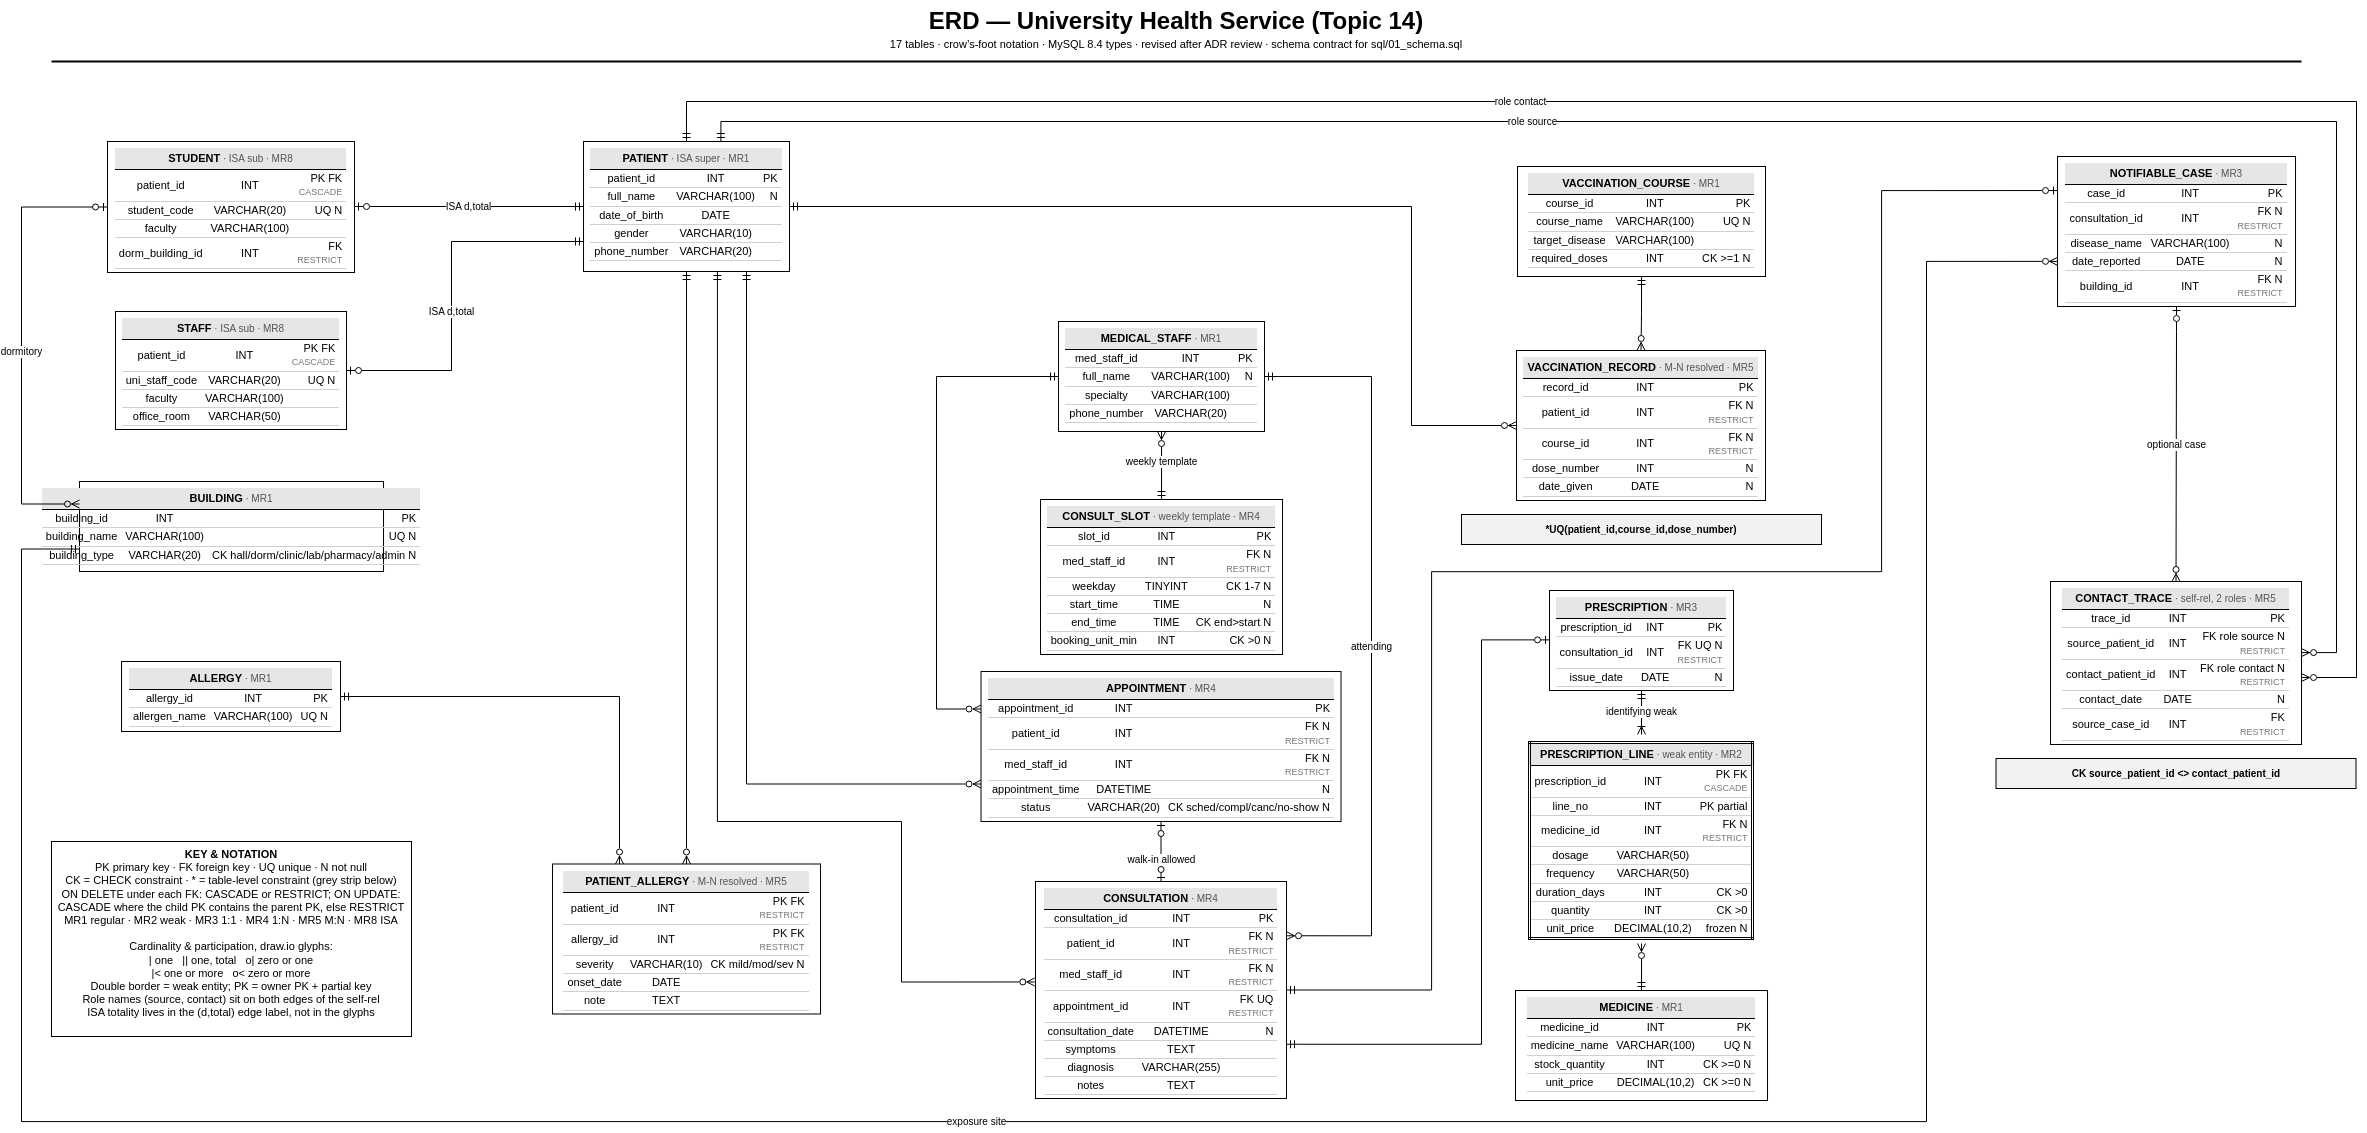 ERD — University Health Service (Topic 14)
17 tables · crow's-foot notation · MySQL 8.4 types · revised after ADR review · schema contract for sql/01_schema.sql
role contact
role source
STUDENT · ISA sub · MR8
patient_id INT PK FK
CASCADE
student_code VARCHAR(20) UQ N
faculty VARCHAR(100)
dorm_building_id INT FK
RESTRICT
ISA d,total
PATIENT · ISA super · MR1
patient_id INT PK
full_name VARCHAR(100) N
date_of_birth DATE
gender VARCHAR(10)
phone_number VARCHAR(20)
VACCINATION_COURSE · MR1
course_id INT PK
course_name VARCHAR(100) UQ N
target_disease VARCHAR(100)
required_doses INT CK >=1 N
NOTIFIABLE_CASE · MR3
case_id INT PK
consultation_id INT FK N
RESTRICT
disease_name VARCHAR(100) N
date_reported DATE N
building_id INT FK N
RESTRICT
ISA d,total
STAFF · ISA sub · MR8
patient_id INT PK FK
CASCADE
uni_staff_code VARCHAR(20) UQ N
faculty VARCHAR(100)
office_room VARCHAR(50)
dormitory
MEDICAL_STAFF · MR1
med_staff_id INT PK
full_name VARCHAR(100) N
specialty VARCHAR(100)
phone_number VARCHAR(20)
weekly template
VACCINATION_RECORD · M-N resolved · MR5
record_id INT PK
patient_id INT FK N
RESTRICT
course_id INT FK N
RESTRICT
dose_number INT N
date_given DATE N
*UQ(patient_id,course_id,dose_number)
optional case
BUILDING · MR1
building_id INT PK
building_name VARCHAR(100) UQ N
building_type VARCHAR(20) CK hall/dorm/clinic/lab/pharmacy/admin N
CONSULT_SLOT · weekly template · MR4
slot_id INT PK
med_staff_id INT FK N
RESTRICT
weekday TINYINT CK 1-7 N
start_time TIME N
end_time TIME CK end>start N
booking_unit_min INT CK >0 N
attending
PRESCRIPTION · MR3
prescription_id INT PK
consultation_id INT FK UQ N
RESTRICT
issue_date DATE N
identifying weak
CONTACT_TRACE · self-rel, 2 roles · MR5
trace_id INT PK
source_patient_id INT FK role source N
RESTRICT
contact_patient_id INT FK role contact N
RESTRICT
contact_date DATE N
source_case_id INT FK
RESTRICT
CK source_patient_id <> contact_patient_id
ALLERGY · MR1
allergy_id INT PK
allergen_name VARCHAR(100) UQ N
APPOINTMENT · MR4
appointment_id INT PK
patient_id INT FK N
RESTRICT
med_staff_id INT FK N
RESTRICT
appointment_time DATETIME N
status VARCHAR(20) CK sched/compl/canc/no-show N
walk-in allowed
PRESCRIPTION_LINE · weak entity · MR2
prescription_id INT PK FK
CASCADE
line_no INT PK partial
medicine_id INT FK N
RESTRICT
dosage VARCHAR(50)
frequency VARCHAR(50)
duration_days INT CK >0
quantity INT CK >0
unit_price DECIMAL(10,2) frozen N
KEY & NOTATION
PK primary key · FK foreign key · UQ unique · N not null
CK = CHECK constraint · * = table-level constraint (grey strip below)
ON DELETE under each FK: CASCADE or RESTRICT; ON UPDATE:
CASCADE where the child PK contains the parent PK, else RESTRICT
MR1 regular · MR2 weak · MR3 1:1 · MR4 1:N · MR5 M:N · MR8 ISA
Cardinality & participation, draw.io glyphs:
| one || one, total o| zero or one
|< one or more o< zero or more
Double border = weak entity; PK = owner PK + partial key
Role names (source, contact) sit on both edges of the self-rel
ISA totality lives in the (d,total) edge label, not in the glyphs
PATIENT_ALLERGY · M-N resolved · MR5
patient_id INT PK FK
RESTRICT
allergy_id INT PK FK
RESTRICT
severity VARCHAR(10) CK mild/mod/sev N
onset_date DATE
note TEXT
CONSULTATION · MR4
consultation_id INT PK
patient_id INT FK N
RESTRICT
med_staff_id INT FK N
RESTRICT
appointment_id INT FK UQ
RESTRICT
consultation_date DATETIME N
symptoms TEXT
diagnosis VARCHAR(255)
notes TEXT
MEDICINE · MR1
medicine_id INT PK
medicine_name VARCHAR(100) UQ N
stock_quantity INT CK >=0 N
unit_price DECIMAL(10,2) CK >=0 N
exposure site